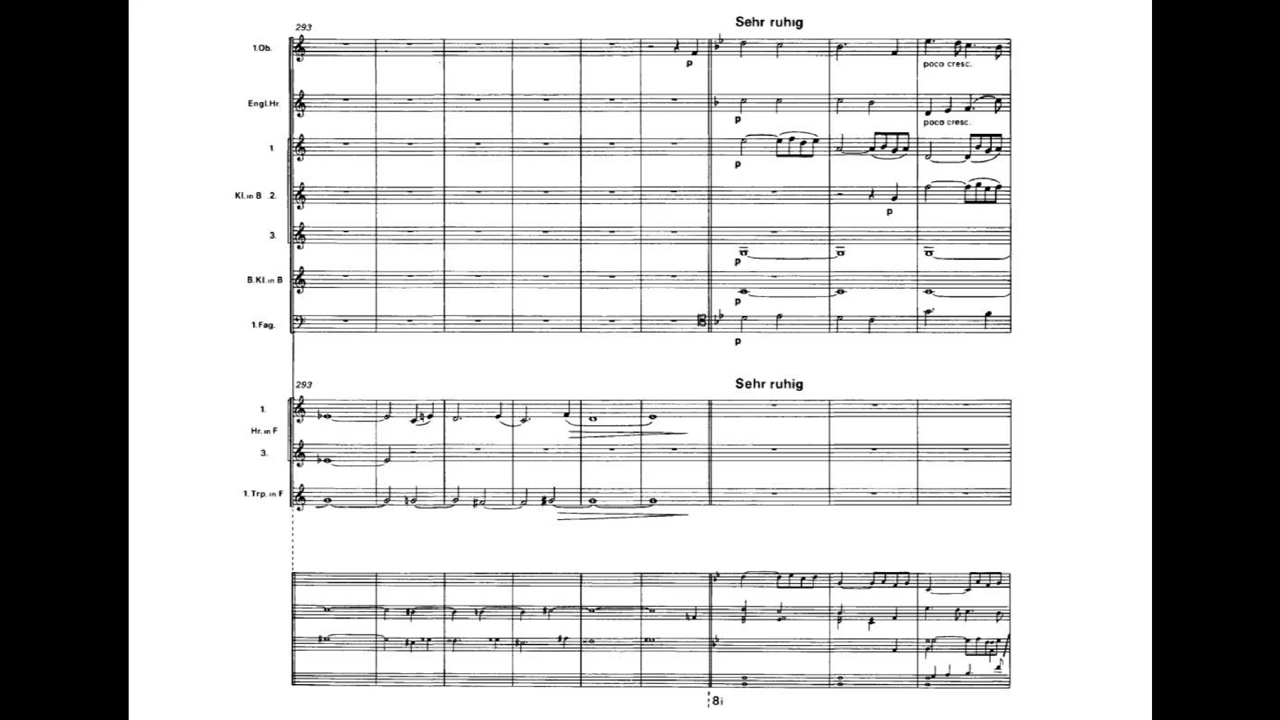 Sehr ruhig
293
1.Ob.
p
poco cresc.
Engl.Hr.
p
poco cresc.
1.
p
Kl. in B 2.
p
3.
p
B.Kl. in B
p
1.Fag.
p
Sehr ruhig
293
1.
Hr. in F
3.
1.Trp. in F
8i